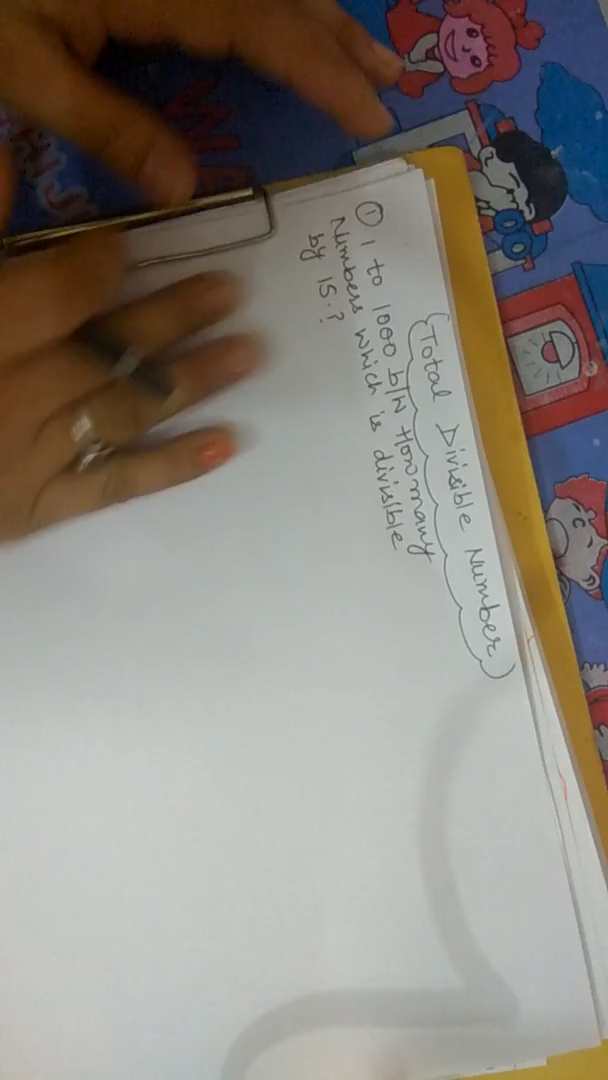 (Total Divisible Number)
① 1 to 1000 b/w How many
Numbers which is divisible
by 15.?